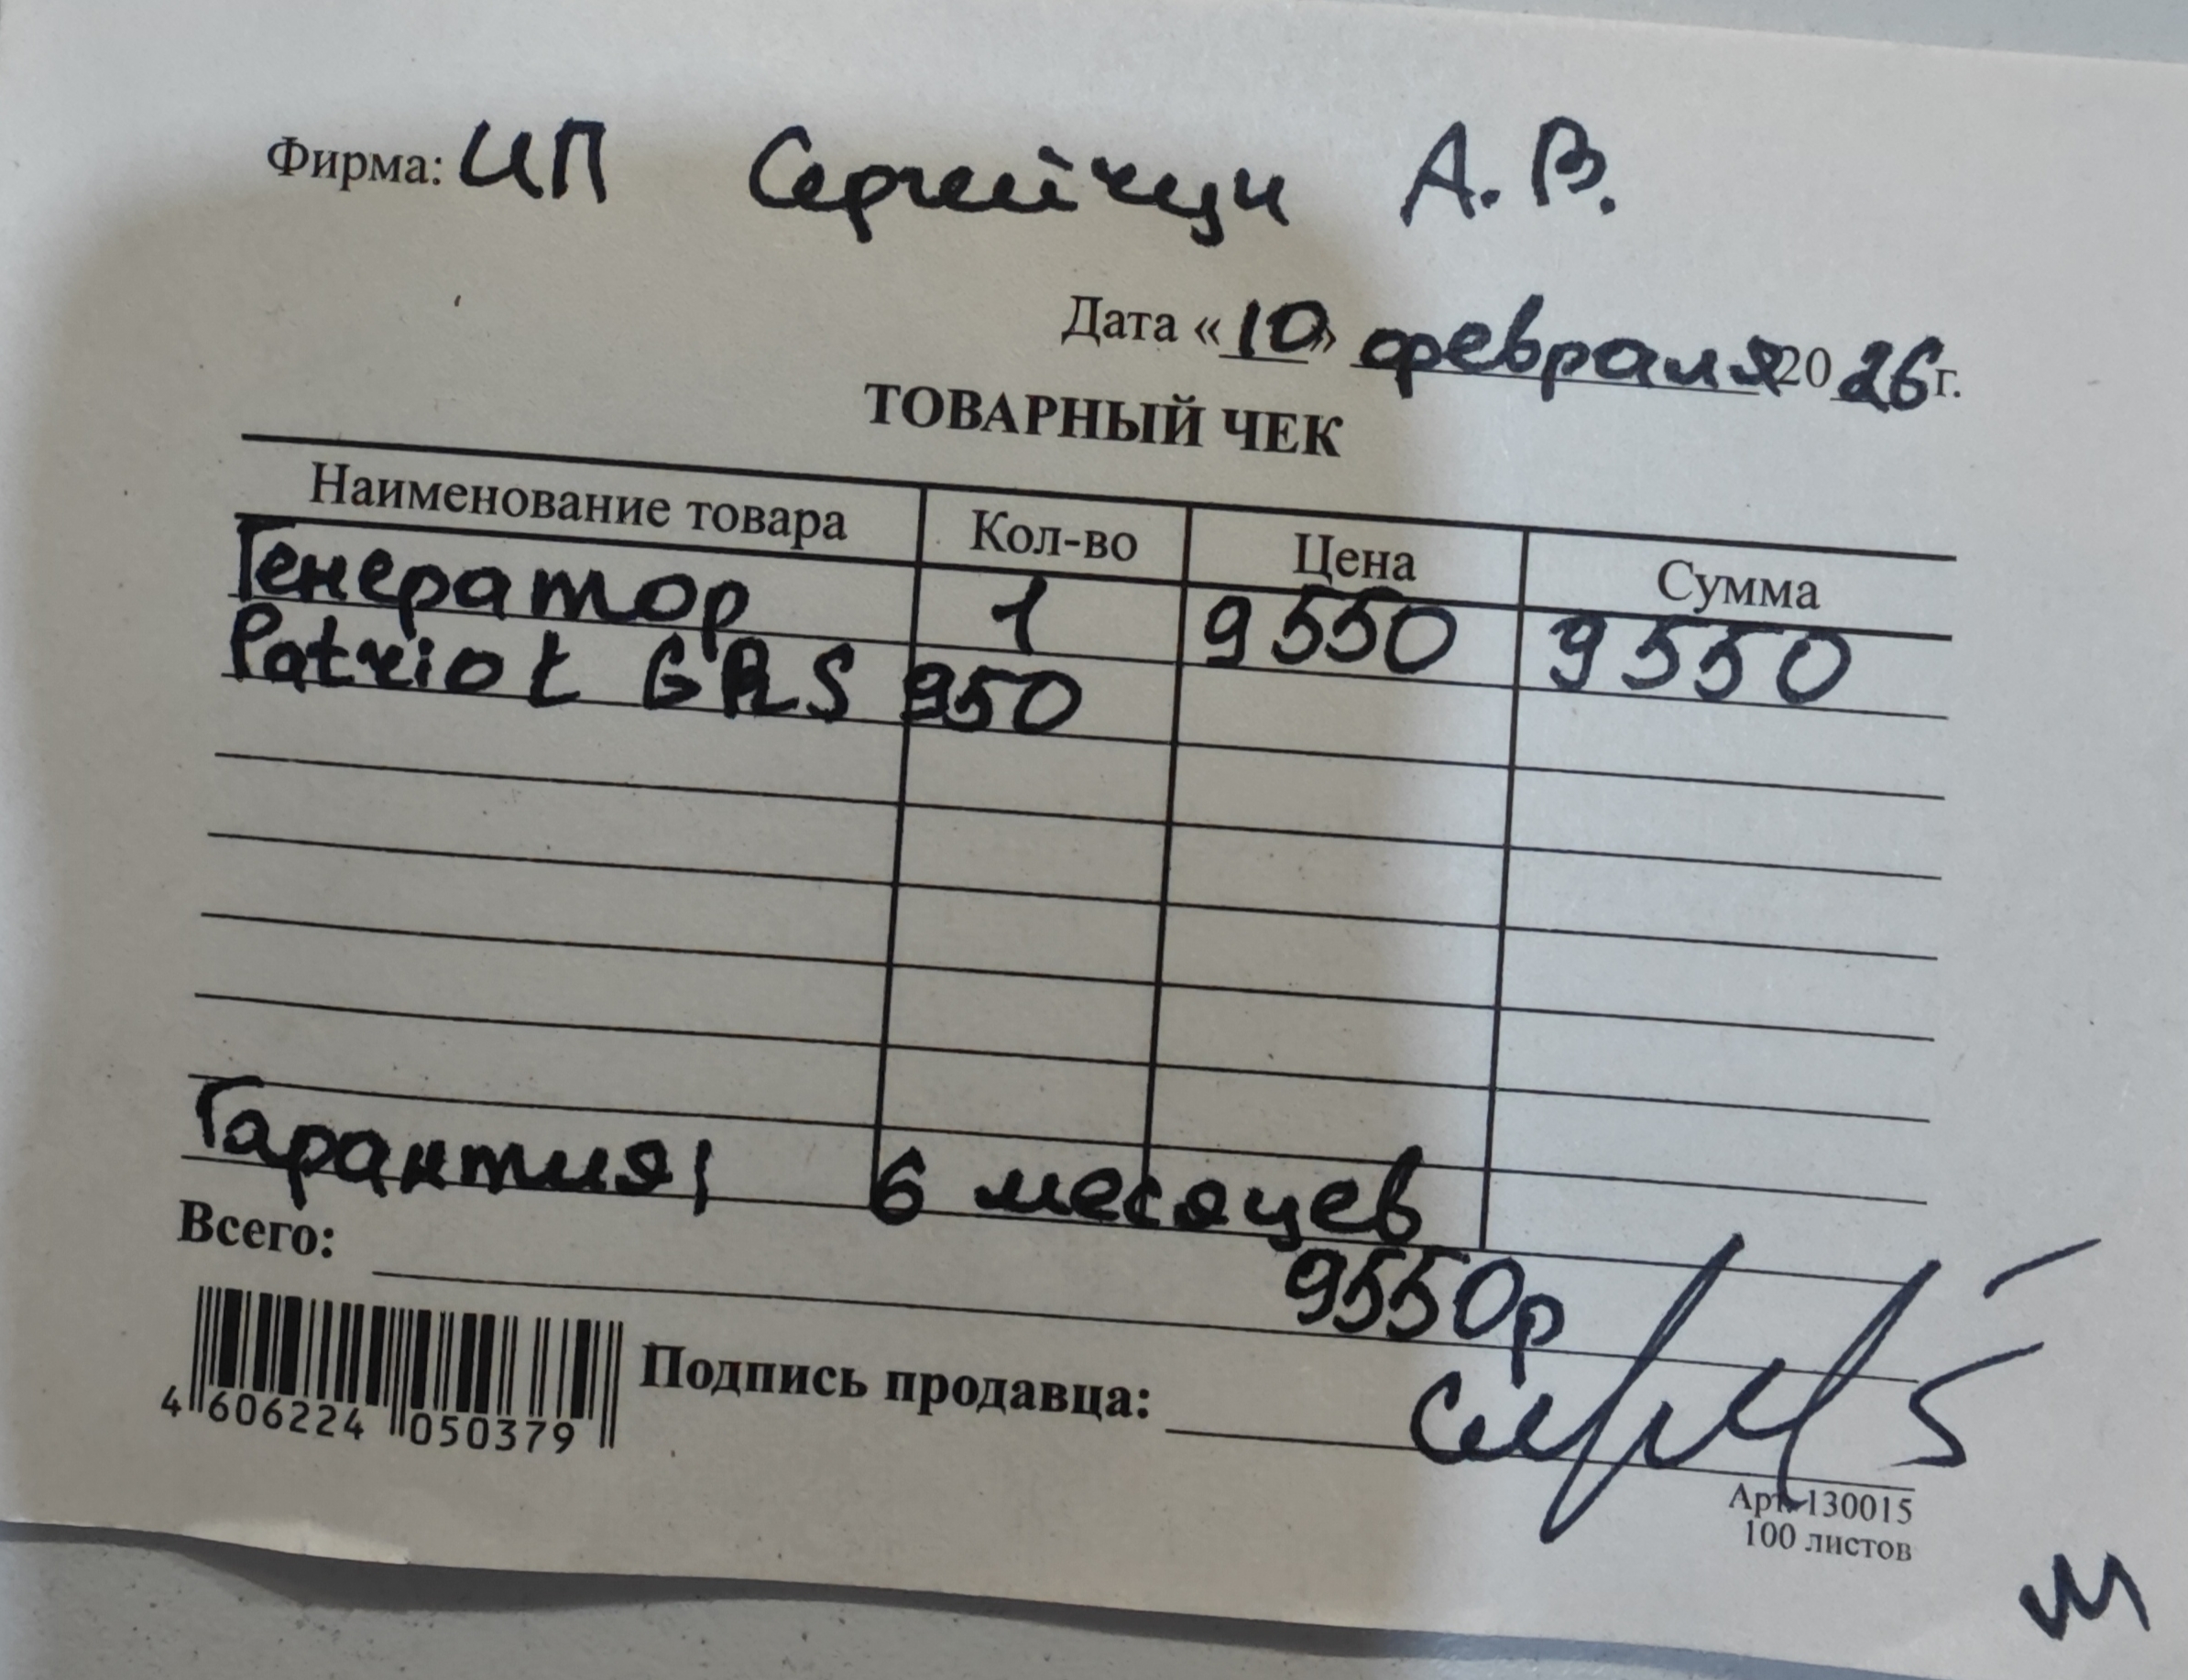 Фирма: ИП Сергейчук А.В.
Дата «10» февраля 2026 г.
ТОВАРНЫЙ ЧЕК
Наименование товара Кол-во Цена Сумма
Генератор 1 9550 9550
Patriot GRS 950
Гарантия: 6 месяцев
Всего: 9550р
Подпись продавца:
4 606224 050379
Арт. 130015
100 листов